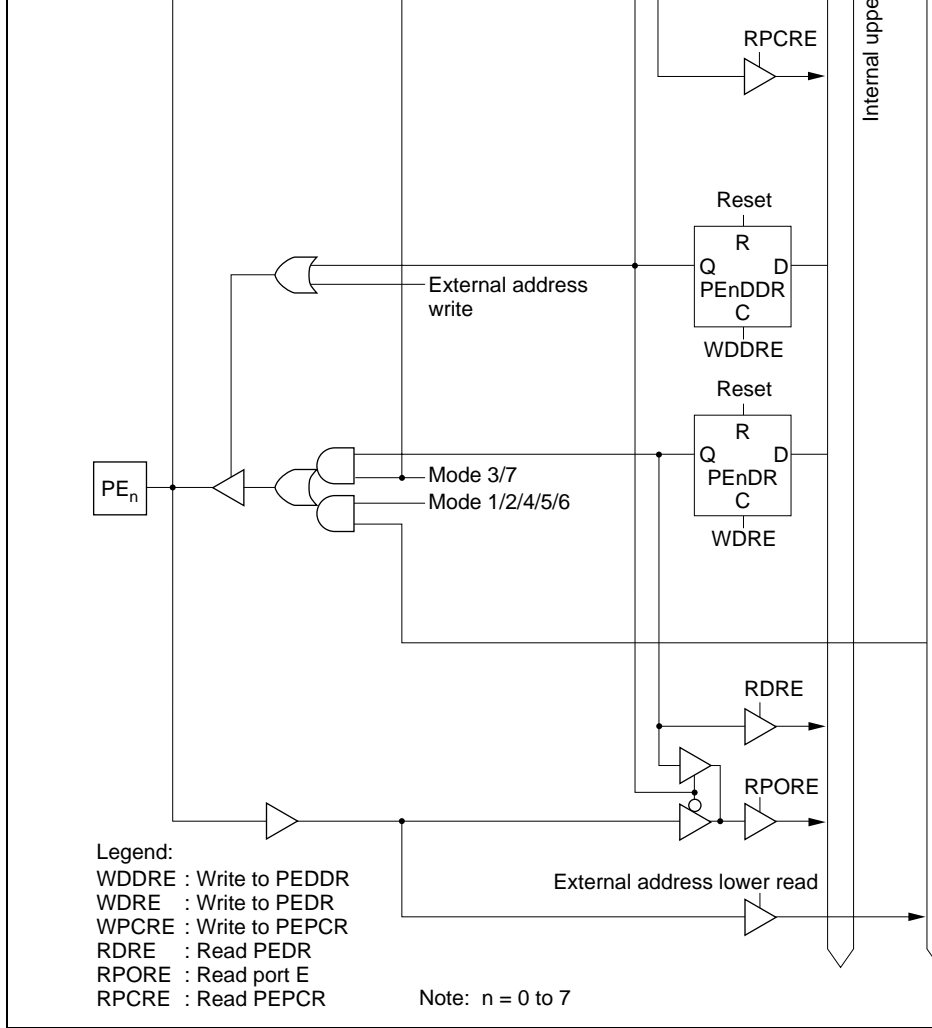 RPCRE
Internal uppe
Reset
R
Q D
PEnDDR
C
WDDRE
External address
write
Reset
R
Q D
PEnDR
C
WDRE
PEn
Mode 3/7
Mode 1/2/4/5/6
RDRE
RPORE
External address lower read
Legend:
WDDRE : Write to PEDDR
WDRE : Write to PEDR
WPCRE : Write to PEPCR
RDRE : Read PEDR
RPORE : Read port E
RPCRE : Read PEPCR
Note: n = 0 to 7